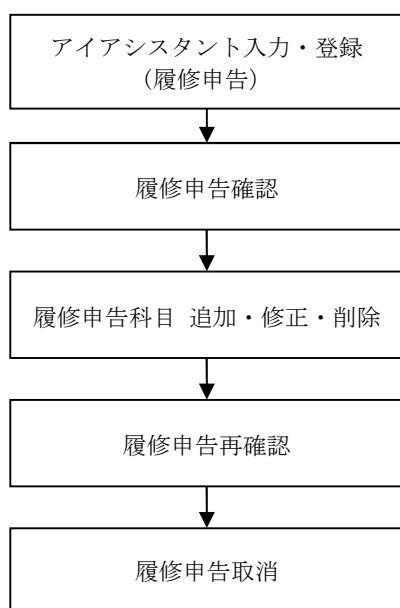 アイアシスタント入力・登録
(履修申告)
履修申告確認
履修申告科目 追加・修正・削除
履修申告再確認
履修申告取消